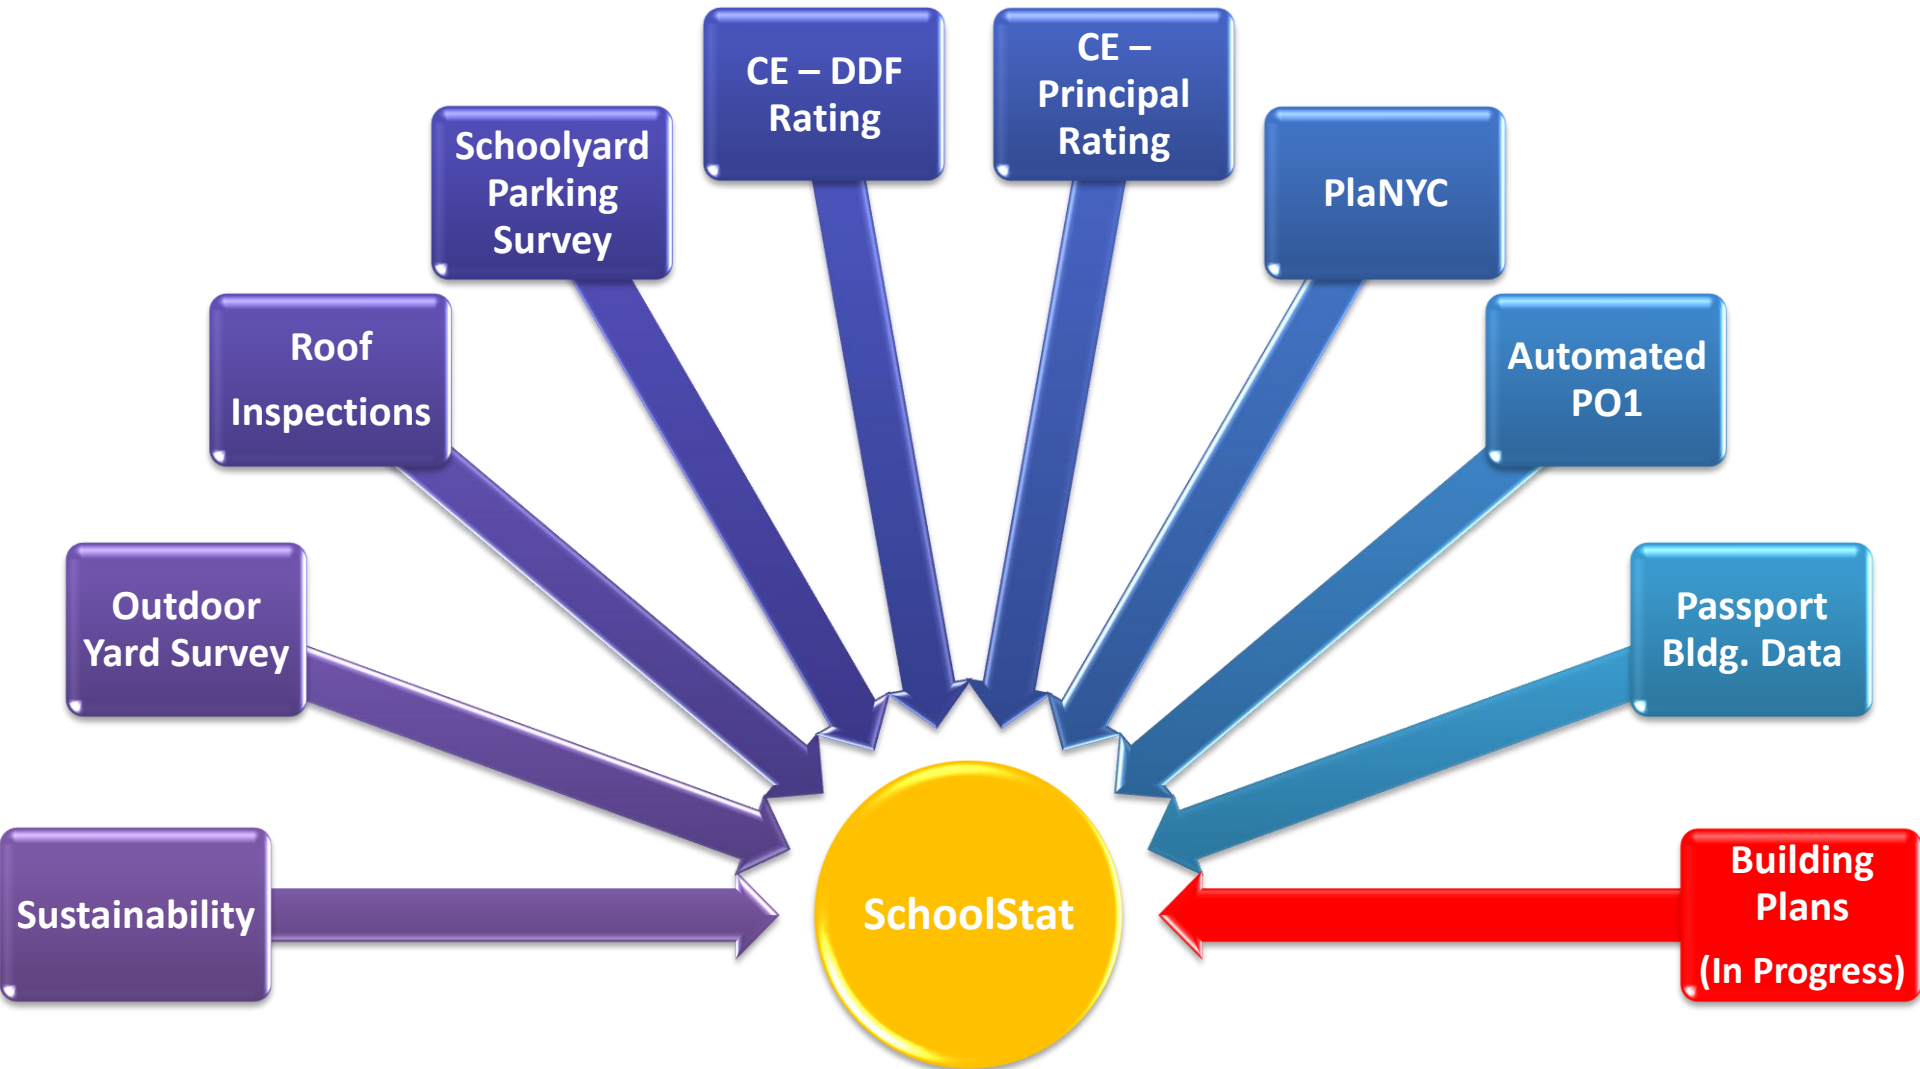 Sustainability
Outdoor
Yard Survey
Roof
Inspections
Schoolyard
Parking
Survey
CE – DDF
Rating
CE –
Principal
Rating
PlaNYC
Automated
PO1
Passport
Bldg. Data
Building
Plans
(In Progress)
SchoolStat